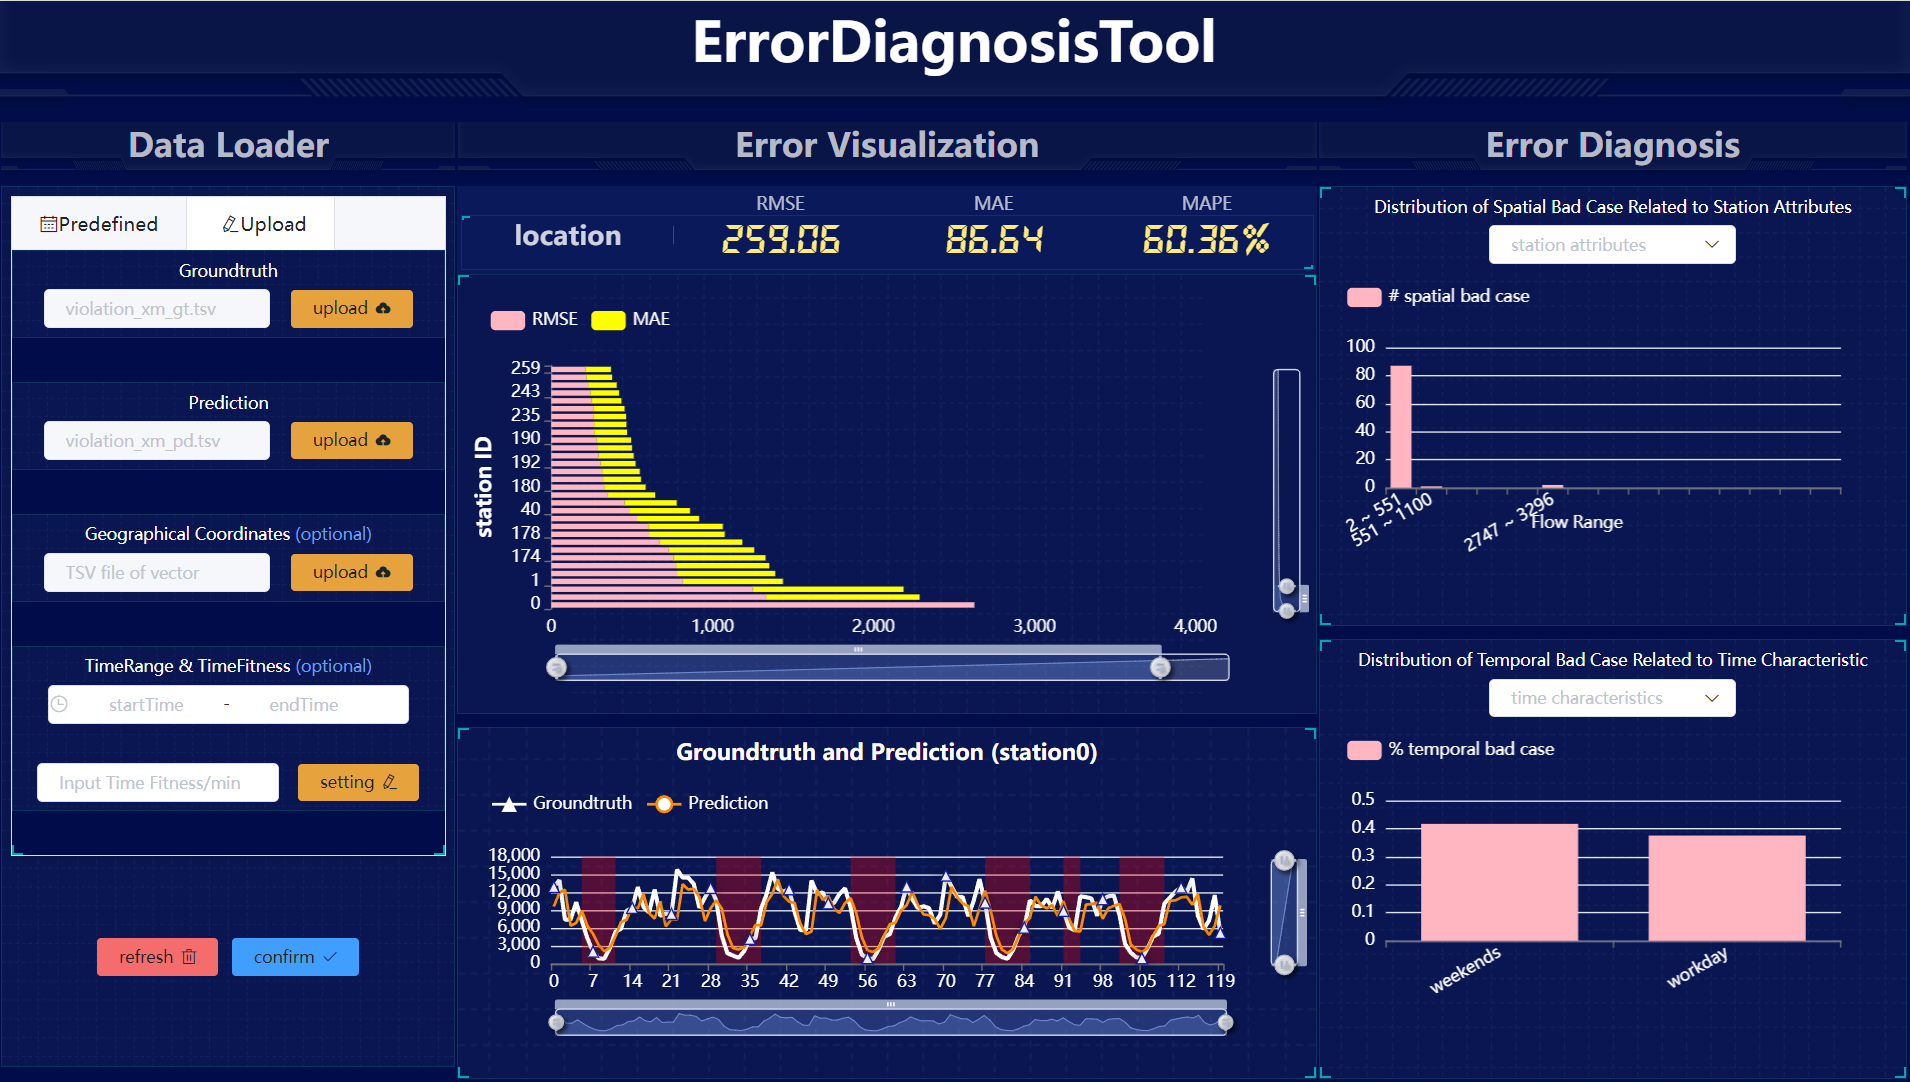 ErrorDiagnosisTool
Data Loader
Predefined
Upload
Groundtruth
violation_xm_gt.tsv
upload
Prediction
violation_xm_pd.tsv
upload
Geographical Coordinates (optional)
TSV file of vector
upload
TimeRange & TimeFitness (optional)
startTime - endTime
Input Time Fitness/min
setting
refresh
confirm
Error Visualization
RMSE MAE MAPE
location 259.06 86.64 60.36%
RMSE MAE
station ID
259
243
235
190
192
180
40
178
174
1
0
0 1,000 2,000 3,000 4,000
Groundtruth and Prediction (station0)
Groundtruth Prediction
18,000
15,000
12,000
9,000
6,000
3,000
0
0 7 14 21 28 35 42 49 56 63 70 77 84 91 98 105 112 119
Error Diagnosis
Distribution of Spatial Bad Case Related to Station Attributes
station attributes
# spatial bad case
100
80
60
40
20
0
2 ~ 551
551 ~ 1100
2747 ~ 3296
Flow Range
Distribution of Temporal Bad Case Related to Time Characteristic
time characteristics
% temporal bad case
0.5
0.4
0.3
0.2
0.1
0
weekends
workday